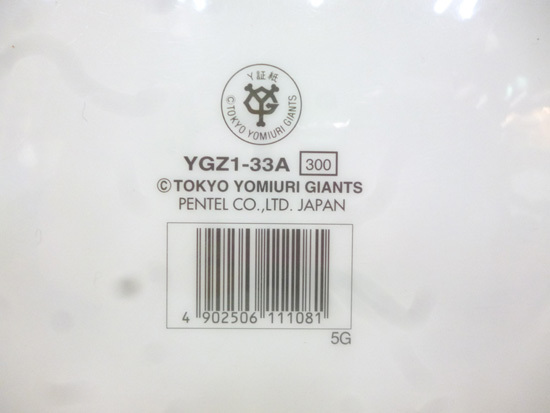 Y証紙
YG
©TOKYO YOMIURI GIANTS
YGZ1-33A 300
©TOKYO YOMIURI GIANTS
PENTEL CO.,LTD. JAPAN
4 902506 111081
5G